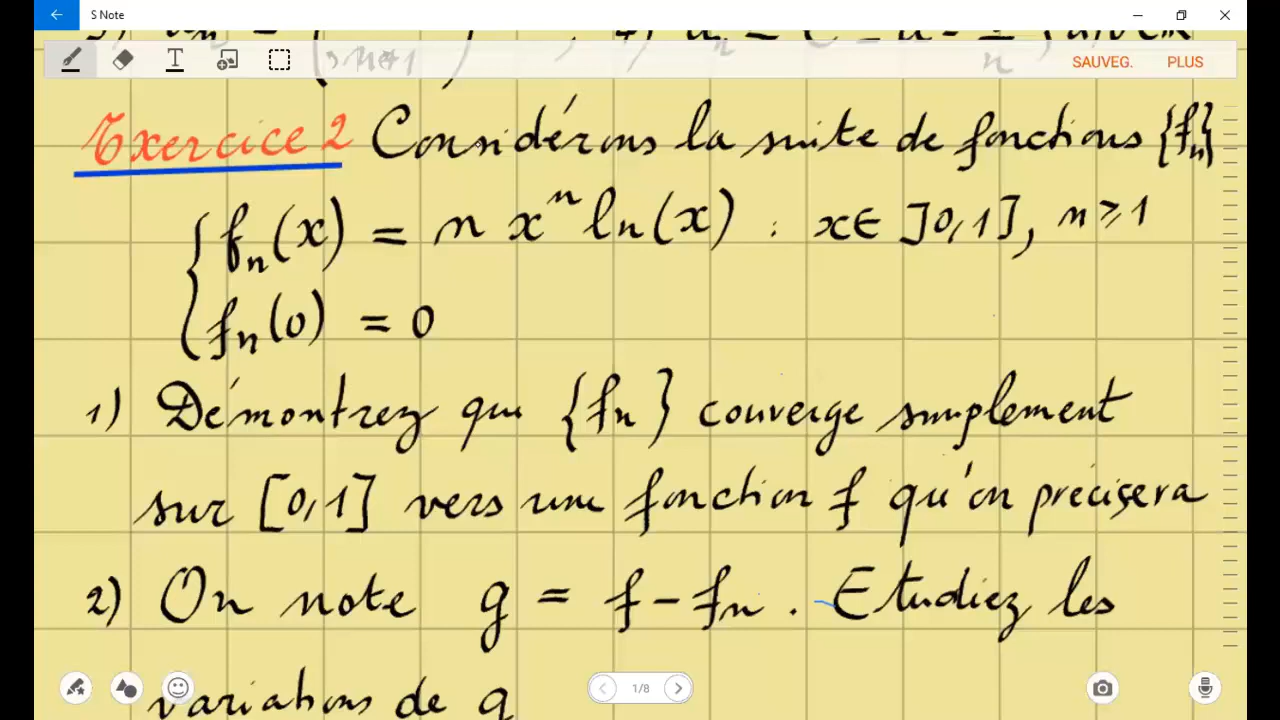 S Note
SAUVEG. PLUS
Exercice 2 Considérons la suite de fonctions {fn}
fn(x) = n x^n ln(x) : x∈ ]0,1], n ≥ 1
fn(0) = 0
1) Démontrez que {fn} converge simplement
sur [0,1] vers une fonction f qu'on précisera
2) On note g = f - fn. Etudiez les
variations de g
1/8